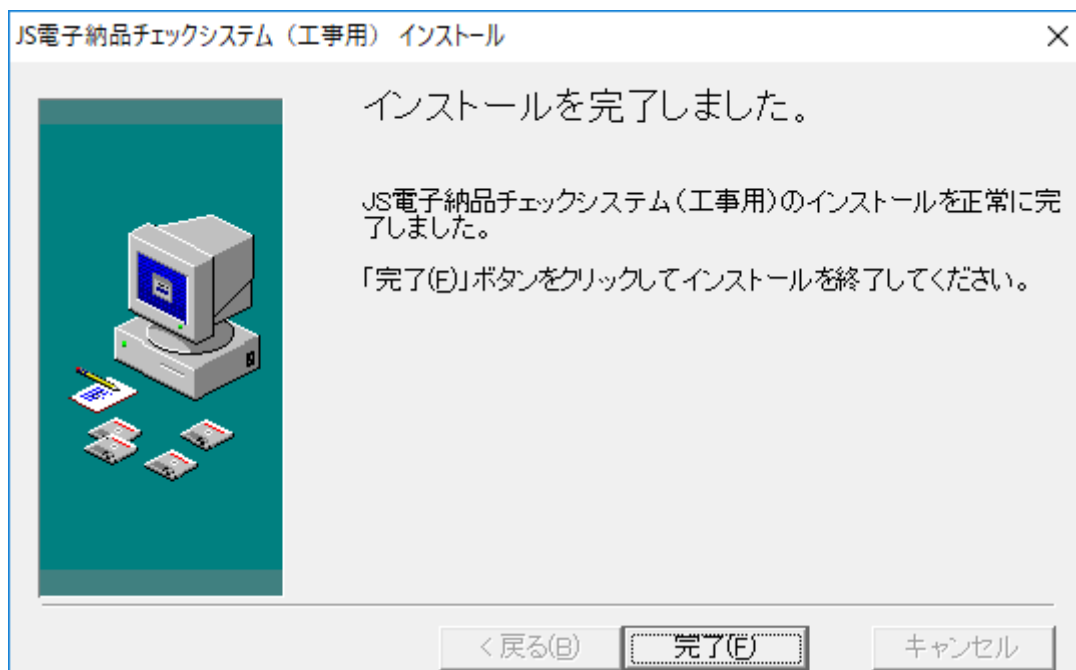 JS電子納品チェックシステム（工事用） インストール
インストールを完了しました。
JS電子納品チェックシステム（工事用）のインストールを正常に完
了しました。
「完了(F)」ボタンをクリックしてインストールを終了してください。
< 戻る(B)
完了(F)
キャンセル